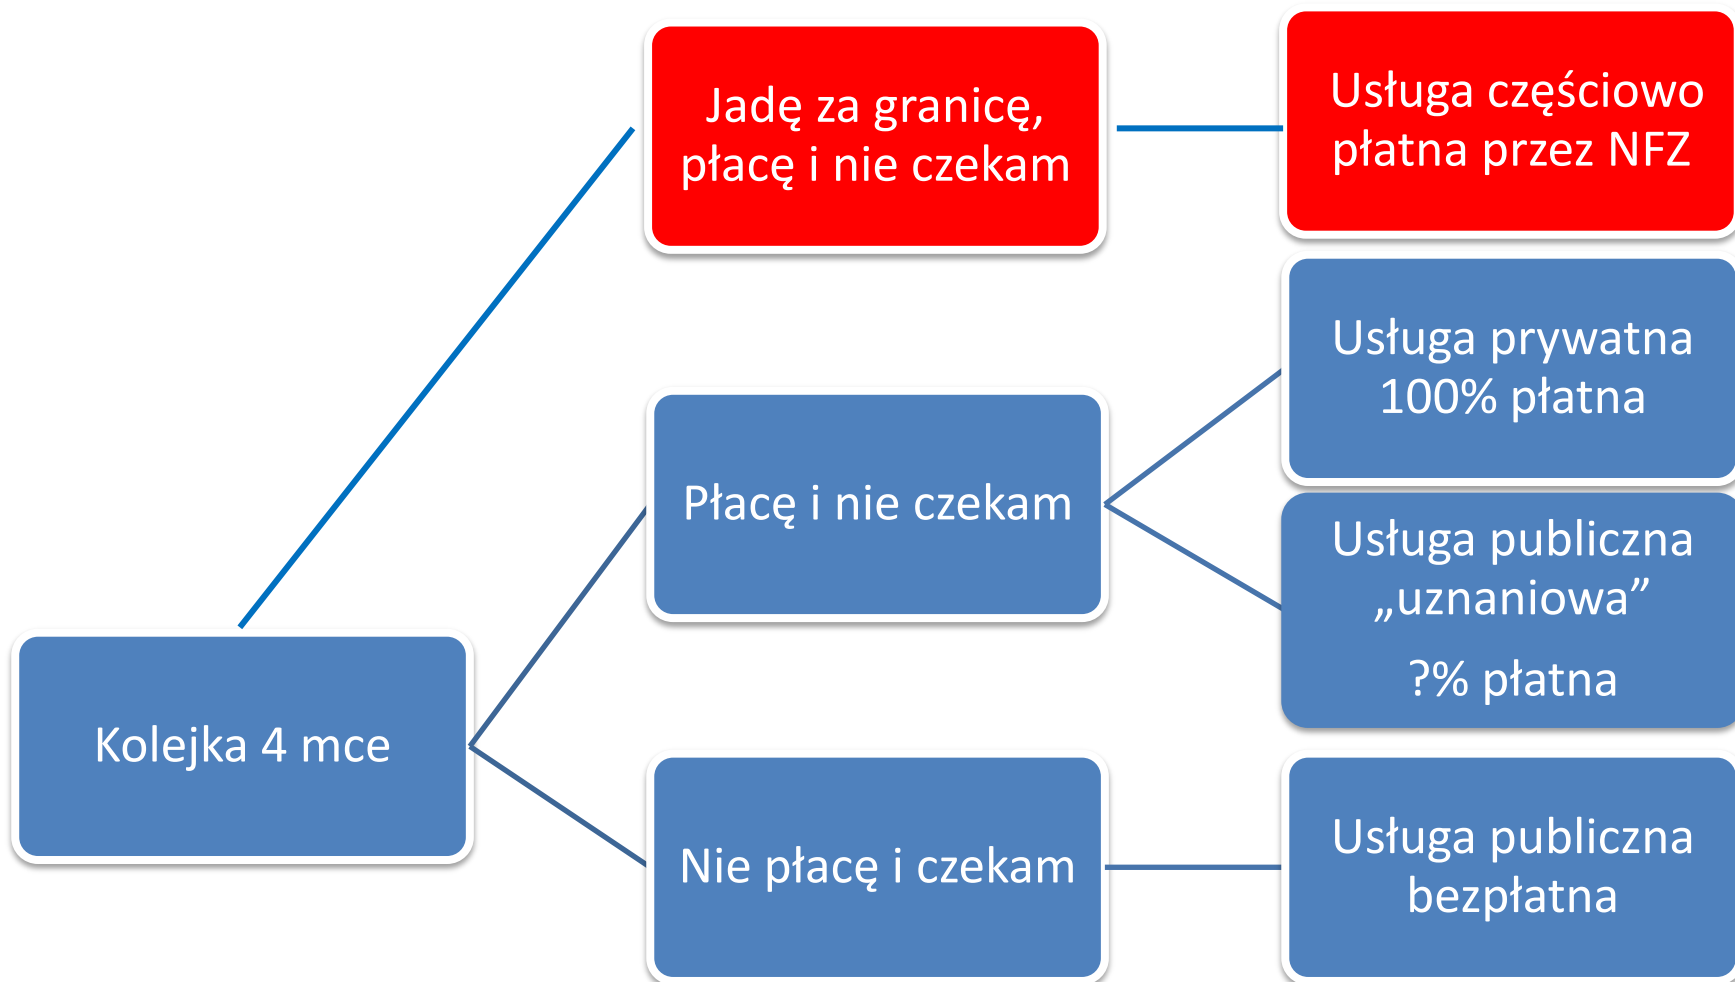 Jadę za granicę,
płacę i nie czekam
Usługa częściowo
płatna przez NFZ
Usługa prywatna
100% płatna
Płacę i nie czekam
Usługa publiczna
„uznaniowa”
?% płatna
Kolejka 4 mce
Nie płacę i czekam
Usługa publiczna
bezpłatna